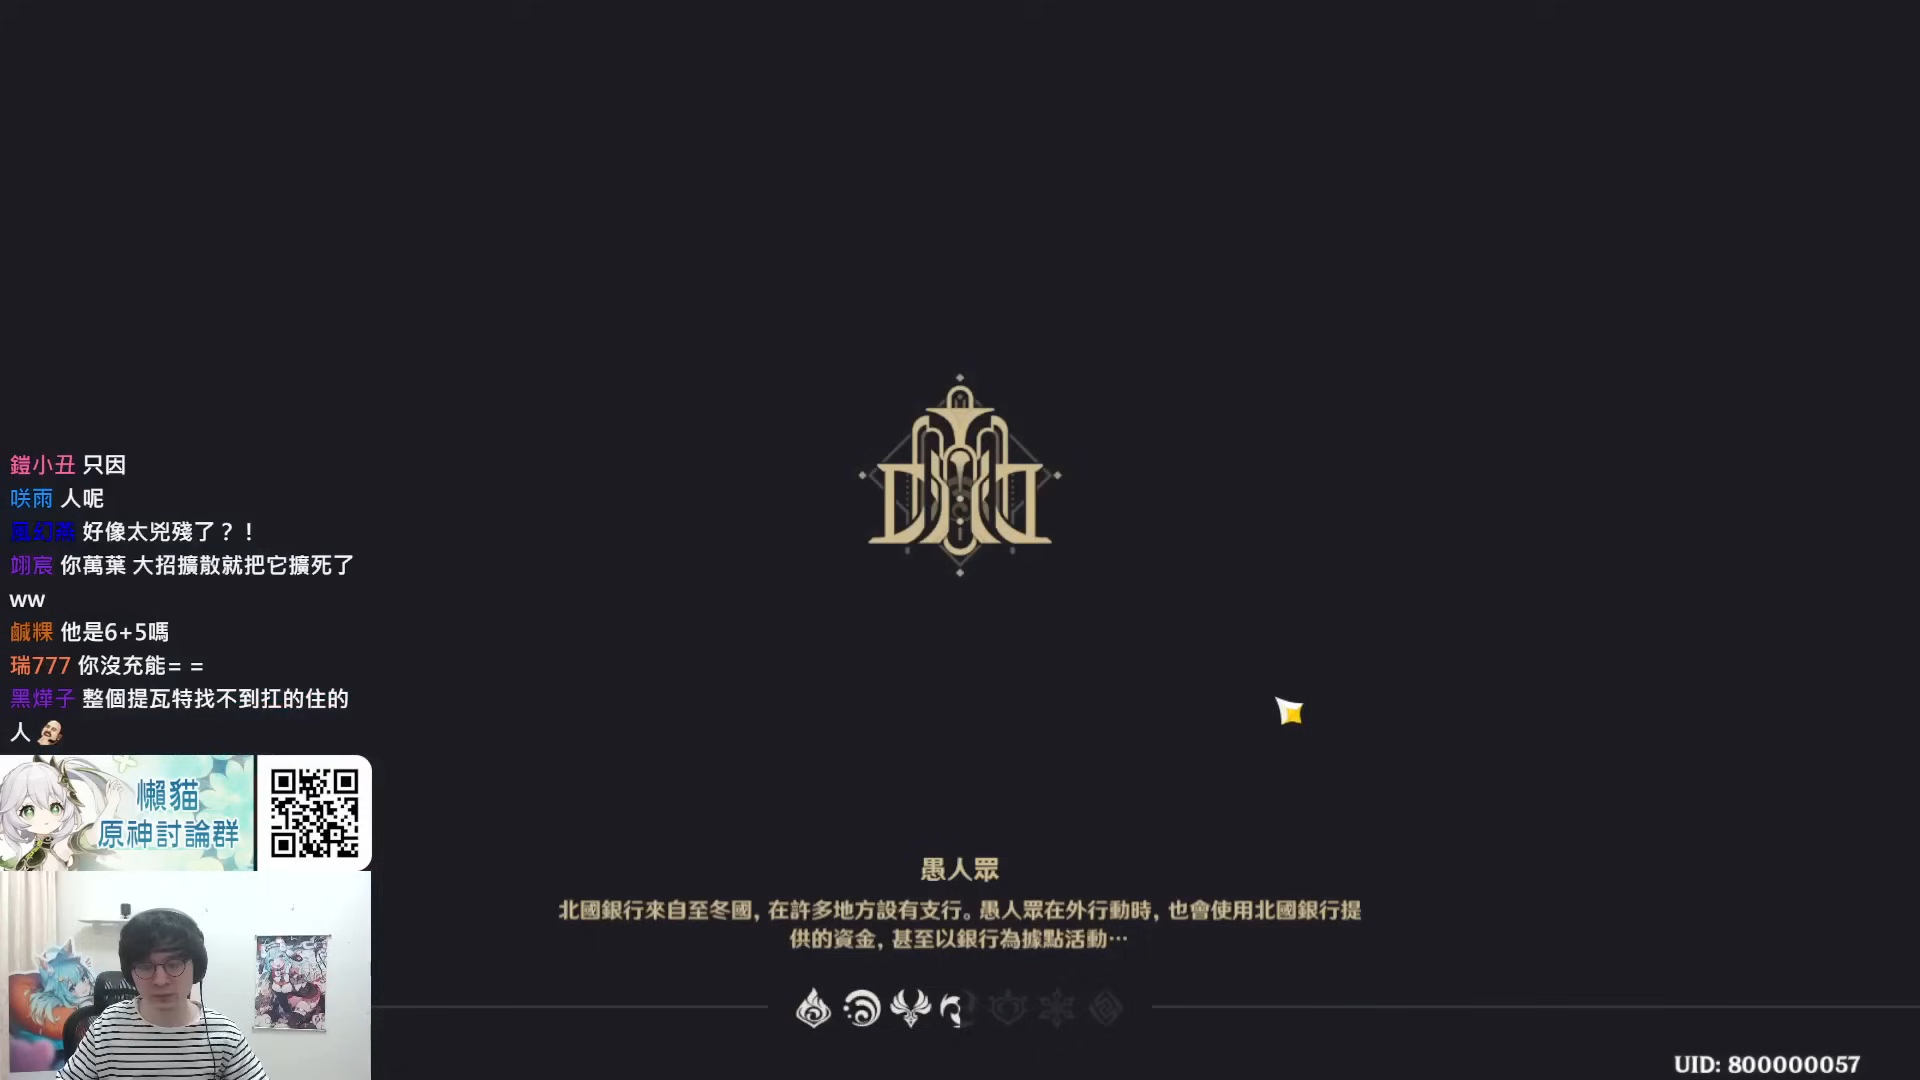 鎧小丑 只因
咲雨 人呢
風幻燕 好像太兇殘了？！
翊宸 你萬葉 大招擴散就把它擴死了
ww
鹹粿 他是6+5嗎
瑞777 你沒充能= =
黑燁子 整個提瓦特找不到扛的住的
人
懶貓
原神討論群
愚人眾
北國銀行來自至冬國，在許多地方設有支行。愚人眾在外行動時，也會使用北國銀行提
供的資金，甚至以銀行為據點活動…
UID: 800000057